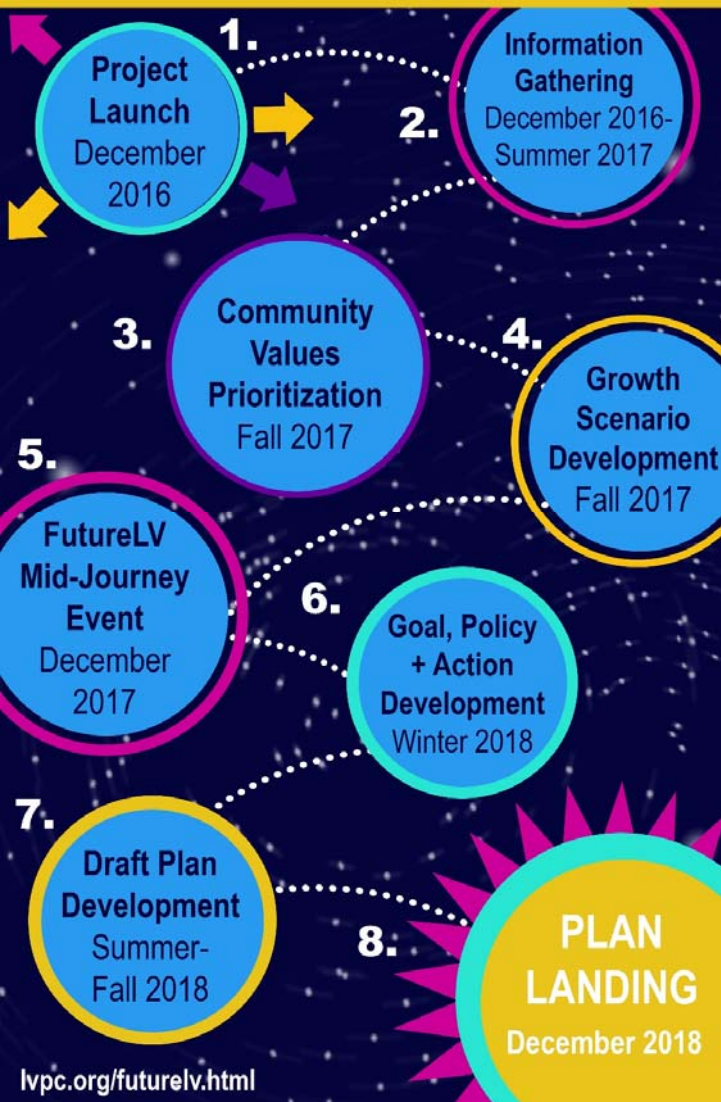 1.
Project
Launch
December
2016
2.
Information
Gathering
December 2016-
Summer 2017
3.
Community
Values
Prioritization
Fall 2017
4.
Growth
Scenario
Development
Fall 2017
5.
FutureLV
Mid-Journey
Event
December
2017
6.
Goal, Policy
+ Action
Development
Winter 2018
7.
Draft Plan
Development
Summer-
Fall 2018
8.
PLAN
LANDING
December 2018
lvpc.org/futurelv.html